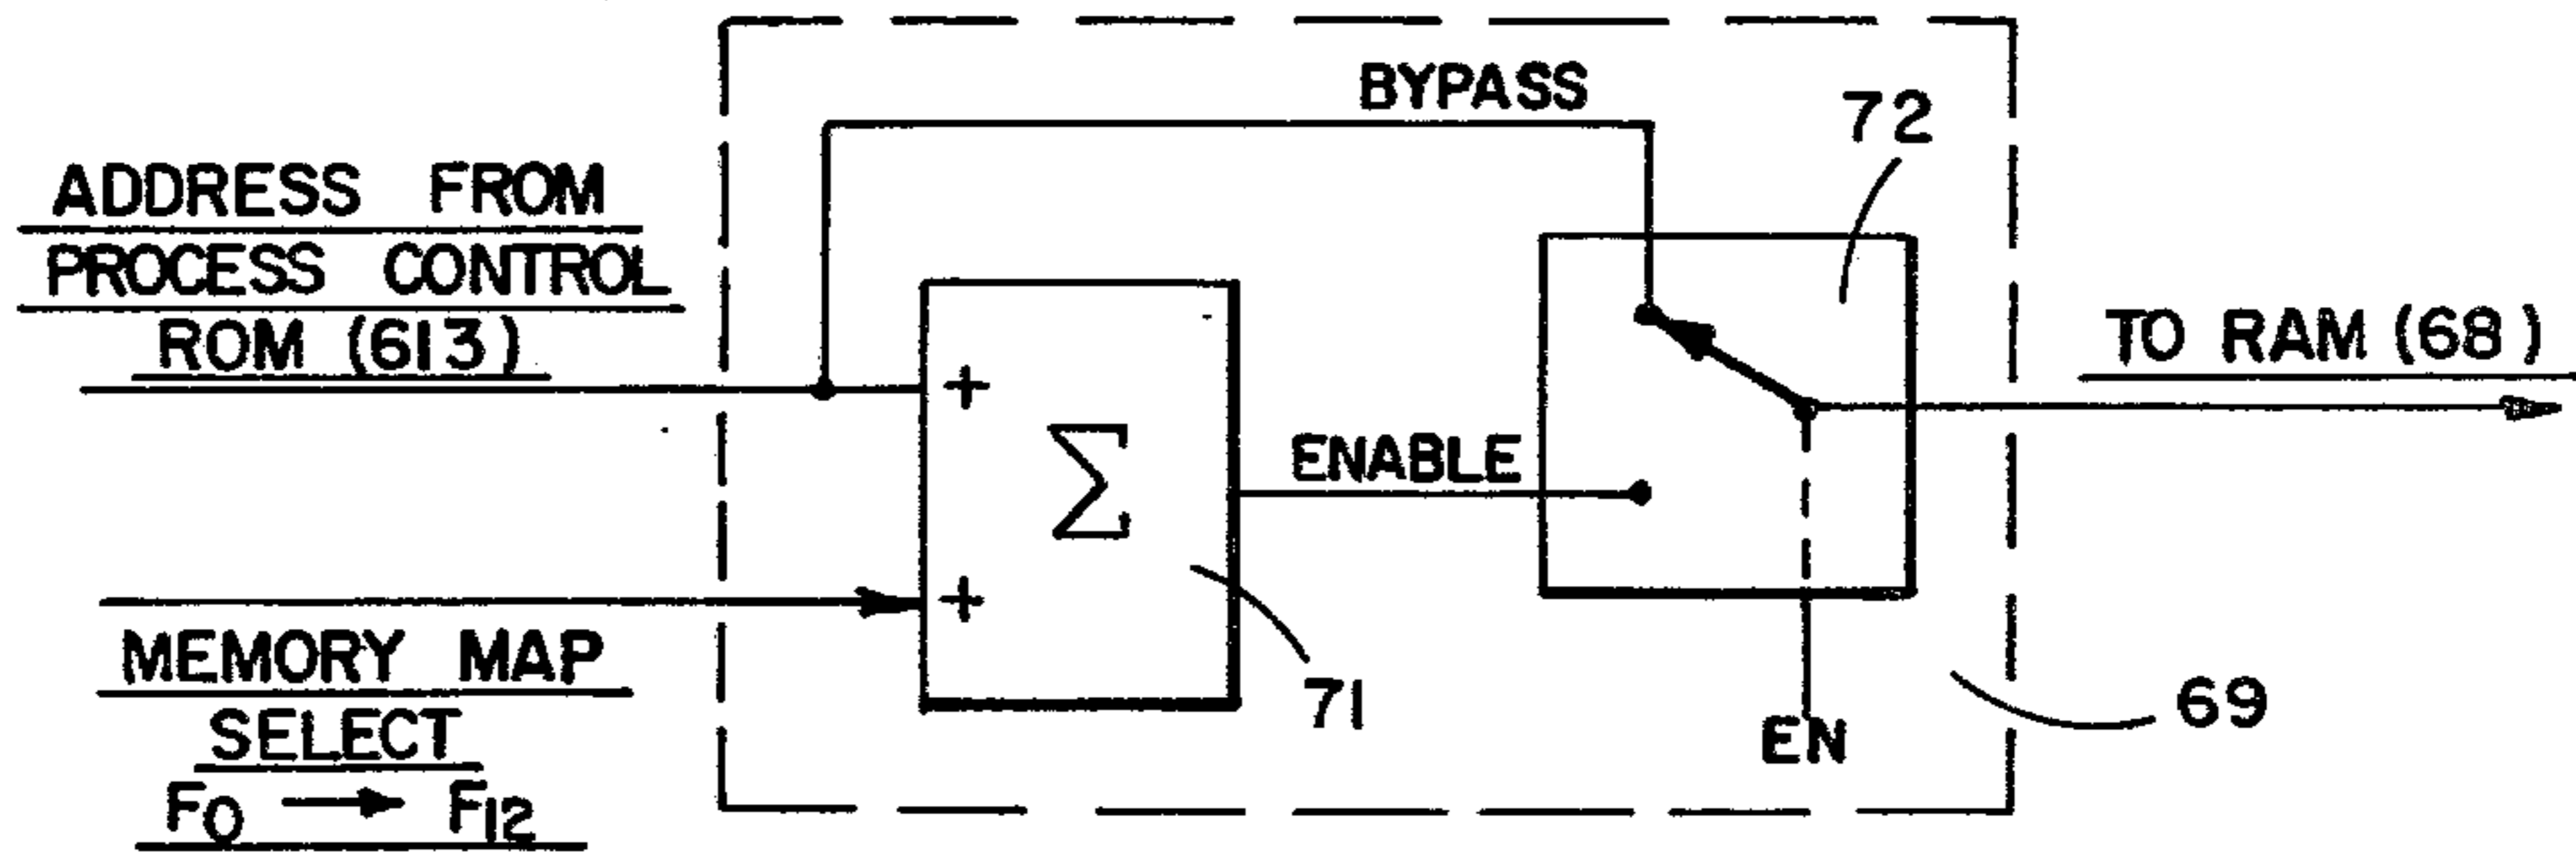 BYPASS
72
ADDRESS FROM
PROCESS CONTROL
ROM (613)
+
Σ
ENABLE
TO RAM (68)
+
MEMORY MAP
SELECT
F0 → F12
71
EN
69